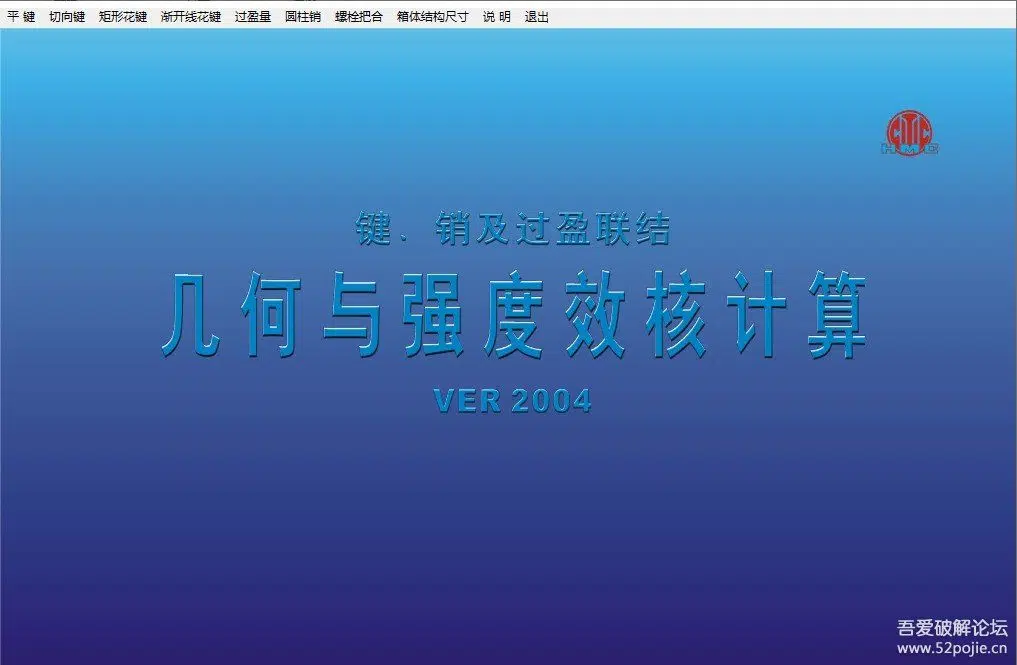 平 键 切向键 矩形花键 渐开线花键 过盈量 圆柱销 螺栓把合 箱体结构尺寸 说 明 退出
CITIC
HMC
键、销及过盈联结
几何与强度效核计算
VER 2004
吾爱破解论坛
www.52pojie.cn